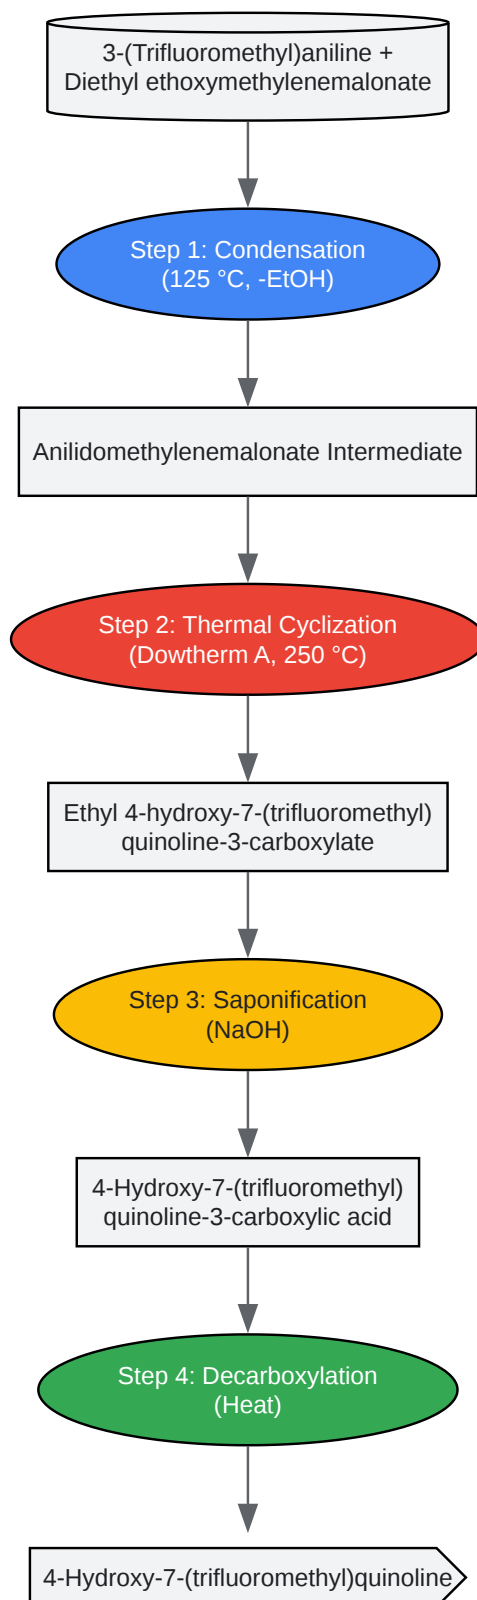 3-(Trifluoromethyl)aniline +
Diethyl ethoxymethylenemalonate
Step 1: Condensation
(125 °C, -EtOH)
Anilidomethylenemalonate Intermediate
Step 2: Thermal Cyclization
(Dowtherm A, 250 °C)
Ethyl 4-hydroxy-7-(trifluoromethyl)
quinoline-3-carboxylate
Step 3: Saponification
(NaOH)
4-Hydroxy-7-(trifluoromethyl)
quinoline-3-carboxylic acid
Step 4: Decarboxylation
(Heat)
4-Hydroxy-7-(trifluoromethyl)quinoline